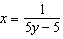 x = 1/(5y − 5)